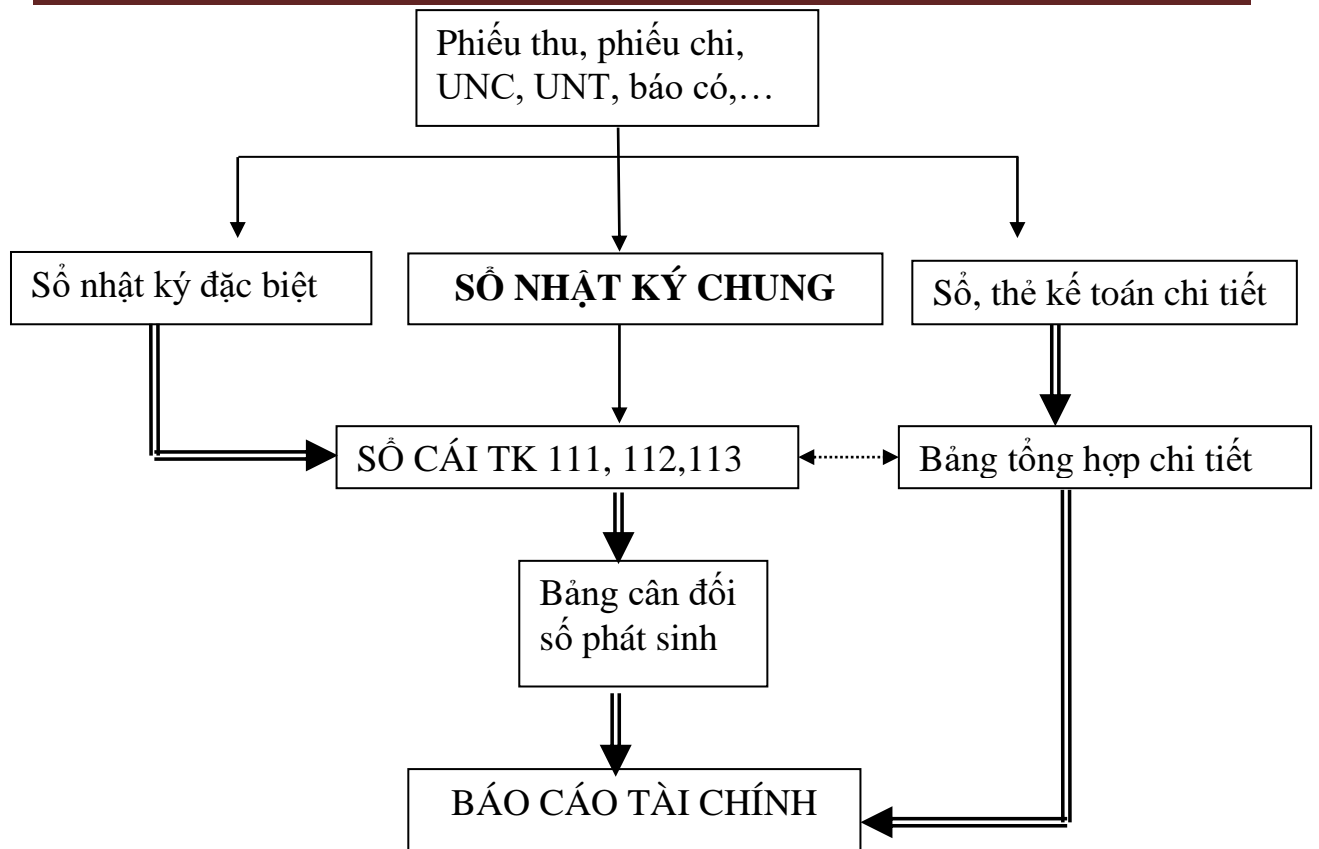 Phiếu thu, phiếu chi,
UNC, UNT, báo có,…
Sổ nhật ký đặc biệt
SỔ NHẬT KÝ CHUNG
Sổ, thẻ kế toán chi tiết
SỔ CÁI TK 111, 112,113
Bảng tổng hợp chi tiết
Bảng cân đối
số phát sinh
BÁO CÁO TÀI CHÍNH